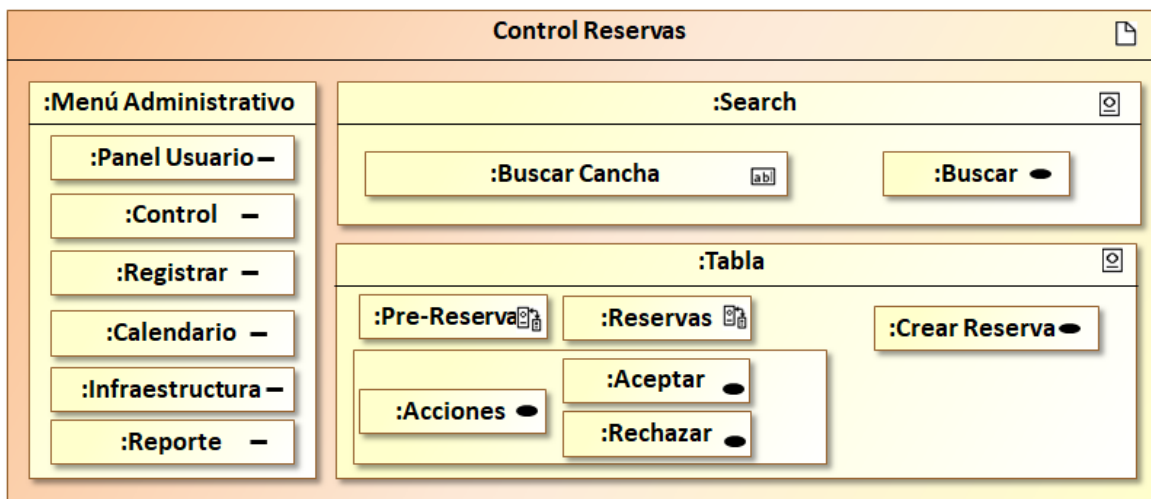 Control Reservas
:Menú Administrativo
:Panel Usuario
:Control
:Registrar
:Calendario
:Infraestructura
:Reporte
:Search
:Buscar Cancha
abl
:Buscar
:Tabla
:Pre-Reserva
:Reservas
:Crear Reserva
:Acciones
:Aceptar
:Rechazar